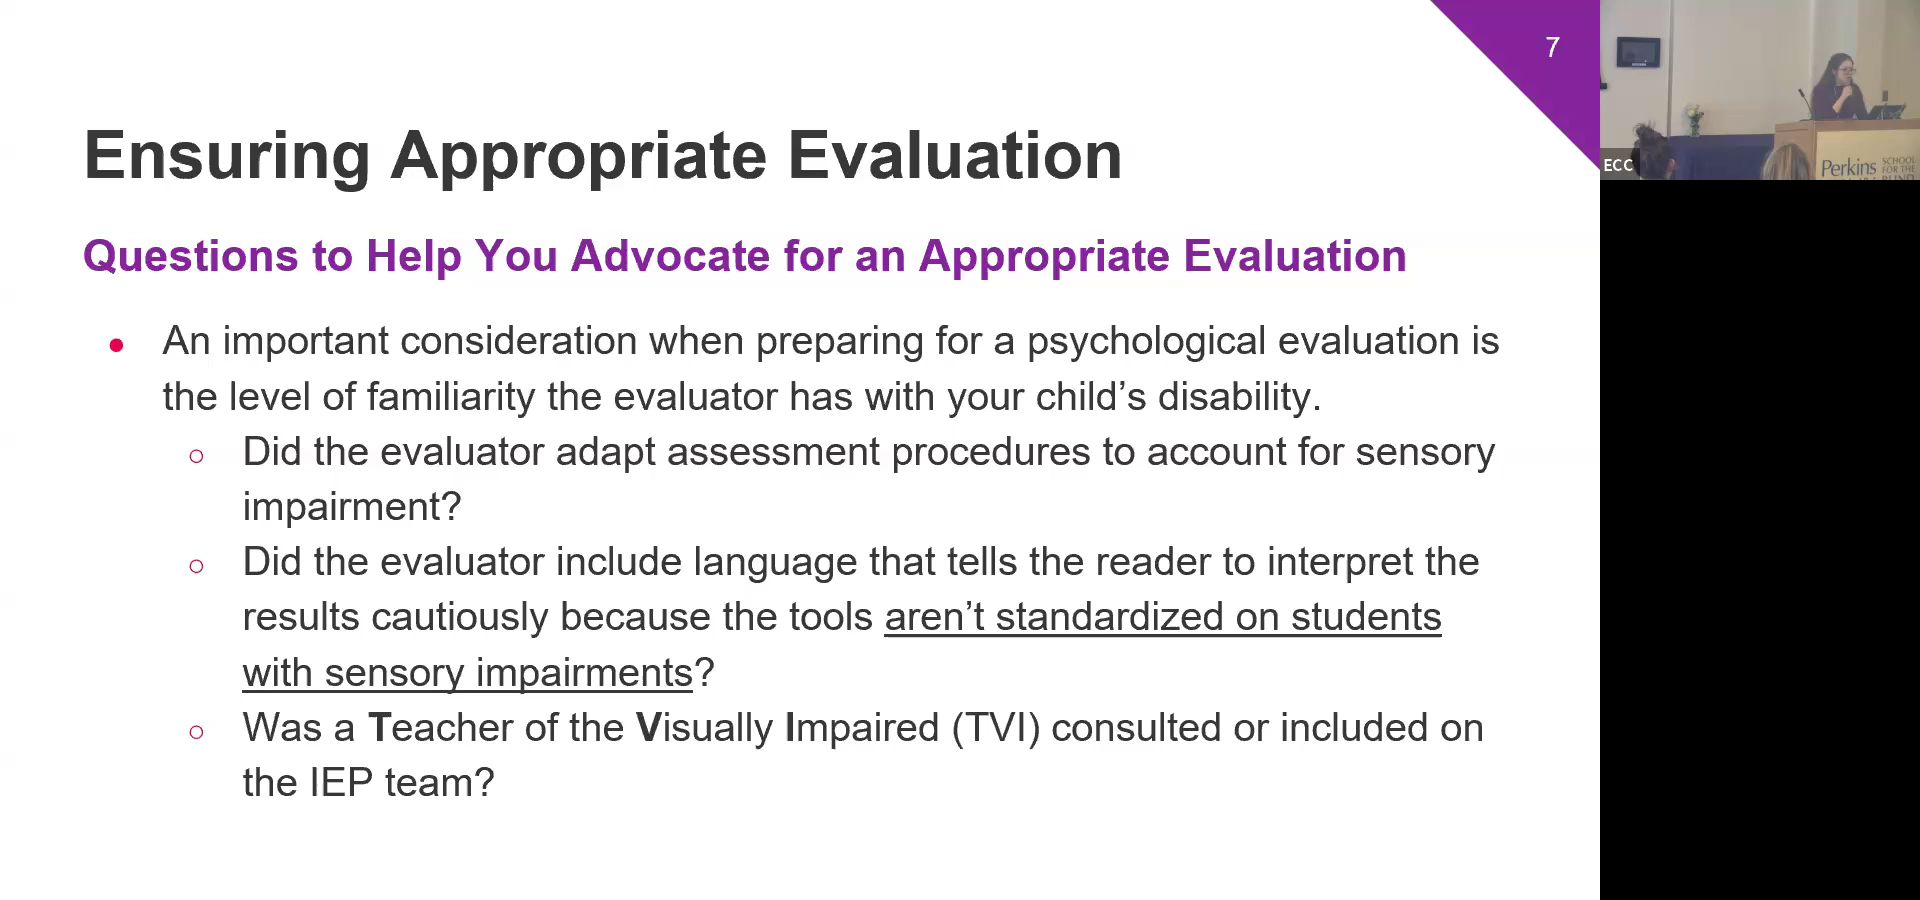 7
Ensuring Appropriate Evaluation
Questions to Help You Advocate for an Appropriate Evaluation
An important consideration when preparing for a psychological evaluation is
the level of familiarity the evaluator has with your child’s disability.
Did the evaluator adapt assessment procedures to account for sensory
impairment?
Did the evaluator include language that tells the reader to interpret the
results cautiously because the tools aren’t standardized on students
with sensory impairments?
Was a Teacher of the Visually Impaired (TVI) consulted or included on
the IEP team?
ECC
Perkins
SCHOOL
FOR THE
BLIND